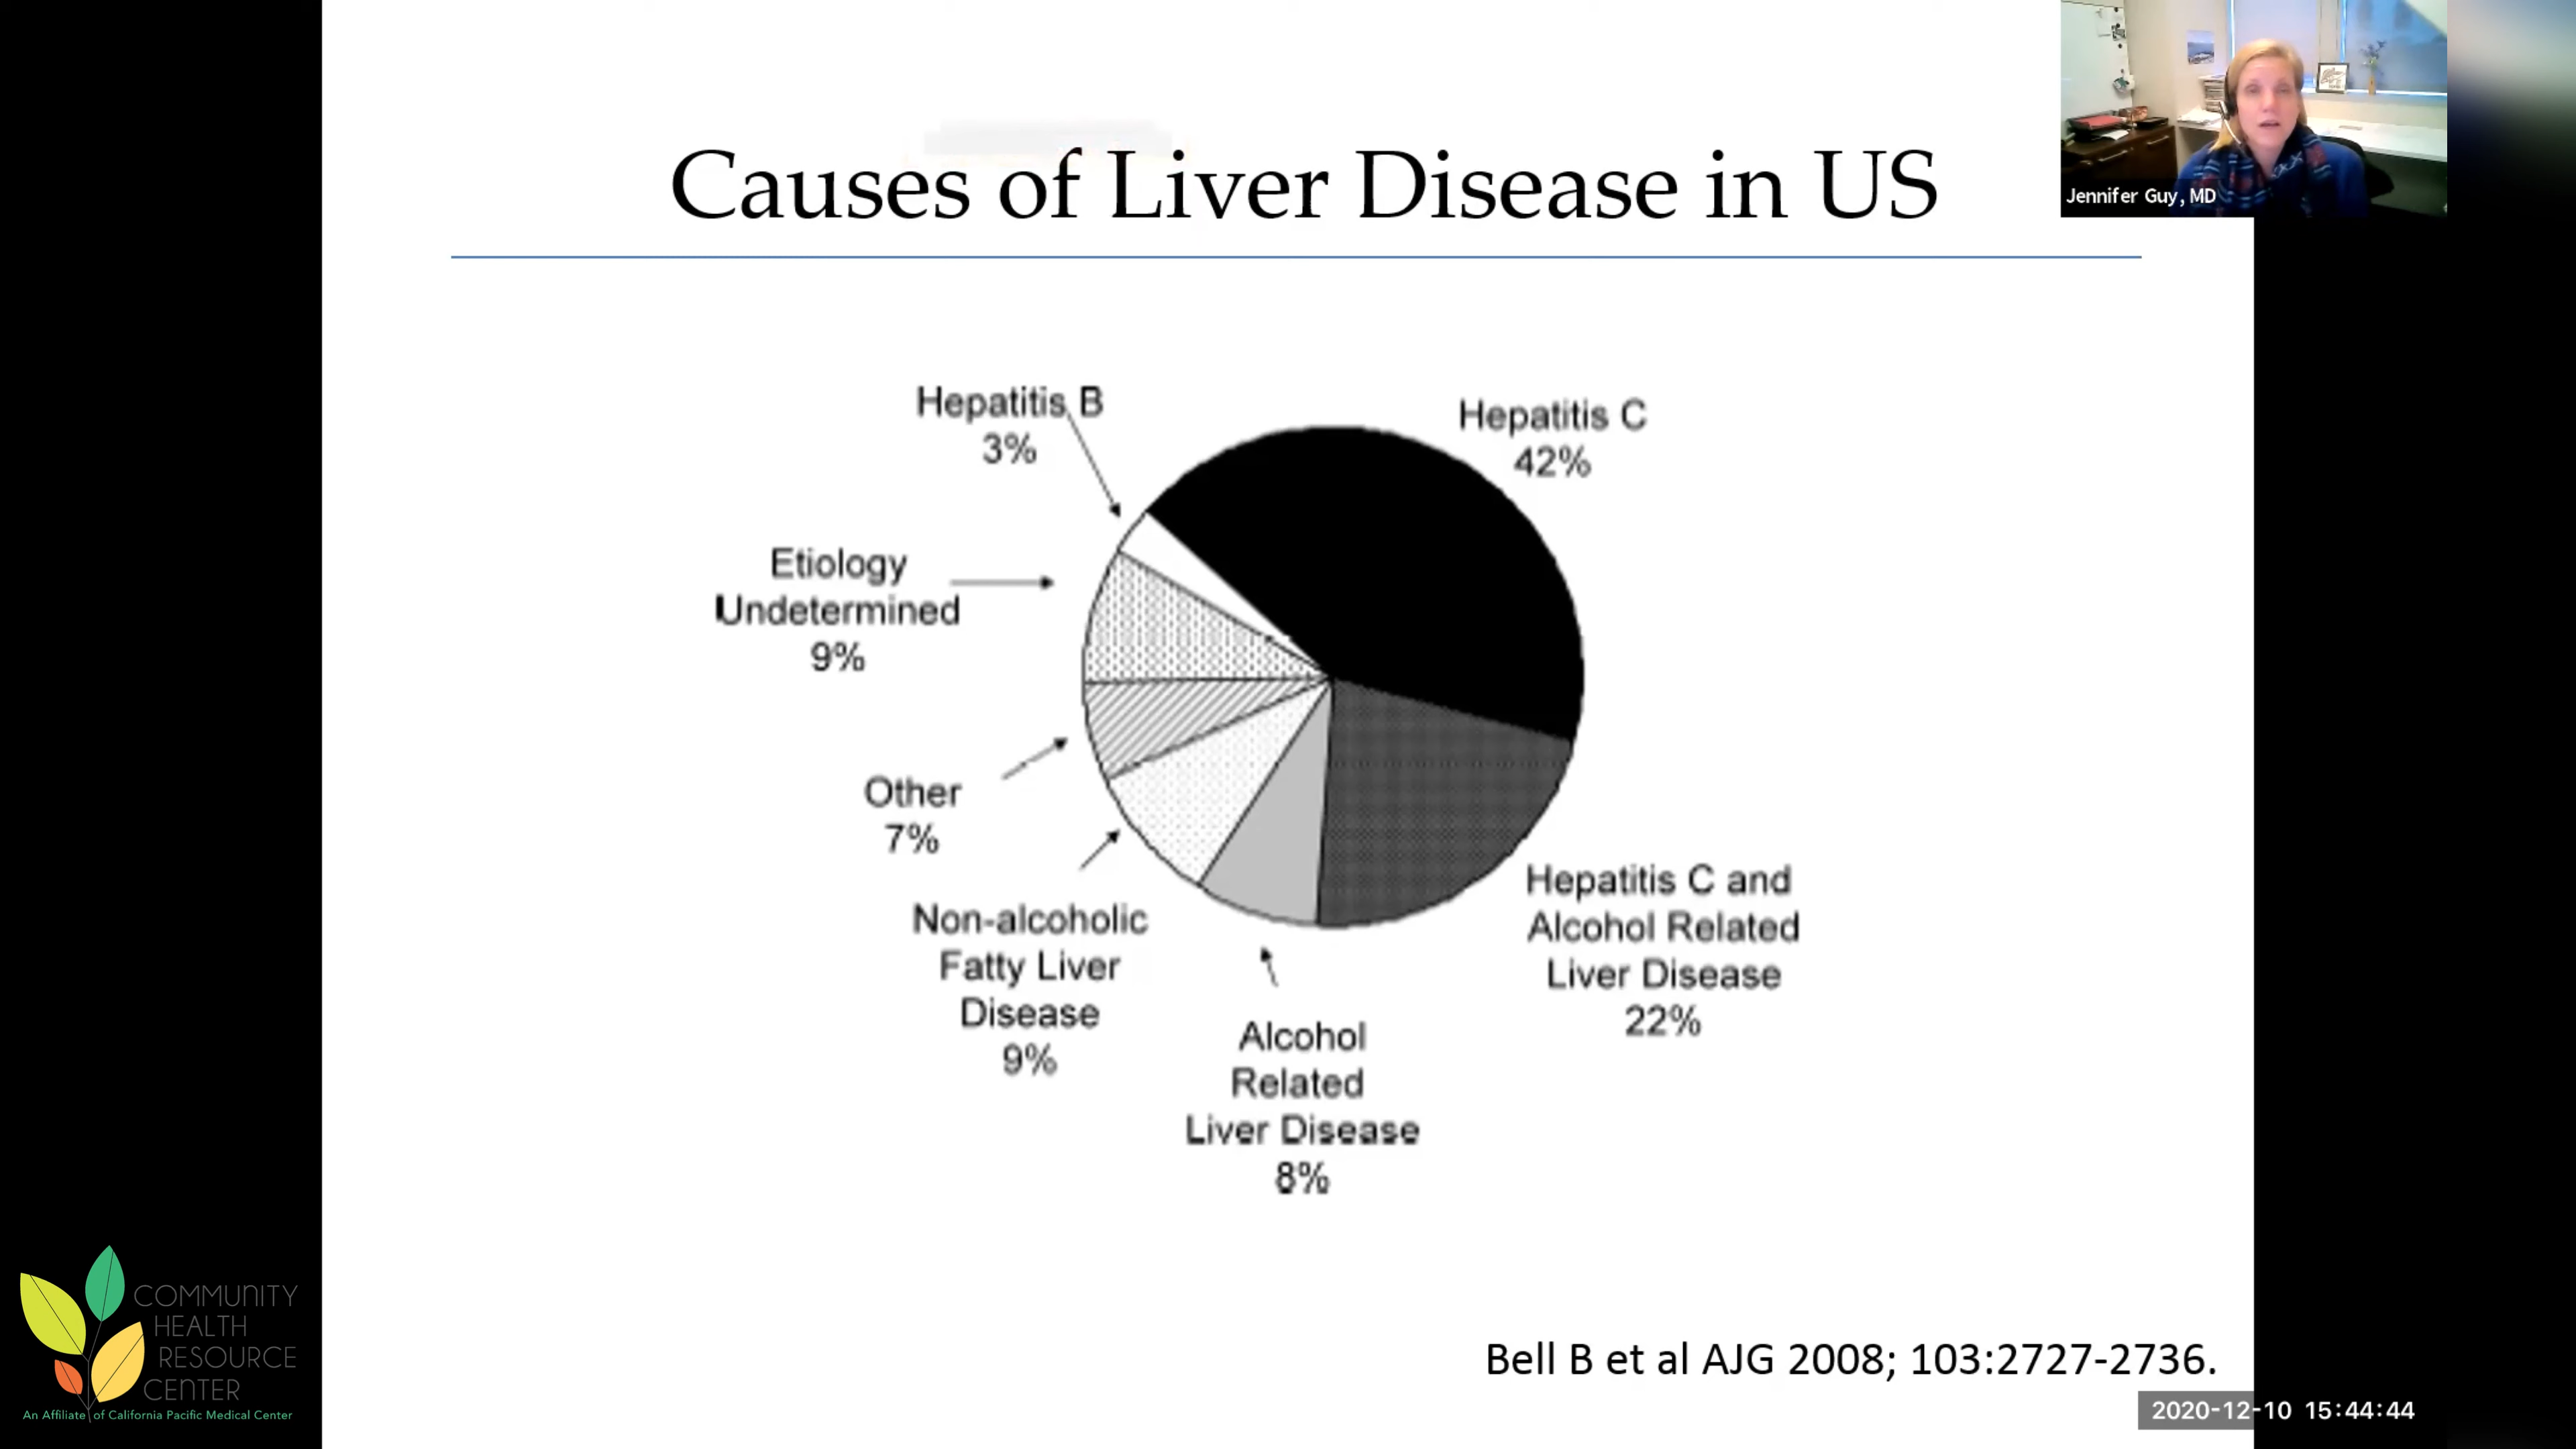 Causes of Liver Disease in US
Jennifer Guy, MD
Hepatitis B
3%
Hepatitis C
42%
Etiology
Undetermined
9%
Other
7%
Non-alcoholic
Fatty Liver
Disease
9%
Alcohol
Related
Liver Disease
8%
Hepatitis C and
Alcohol Related
Liver Disease
22%
Bell B et al AJG 2008; 103:2727-2736.
COMMUNITY
HEALTH
RESOURCE
CENTER
An Affiliate of California Pacific Medical Center
2020-12-10 15:44:44